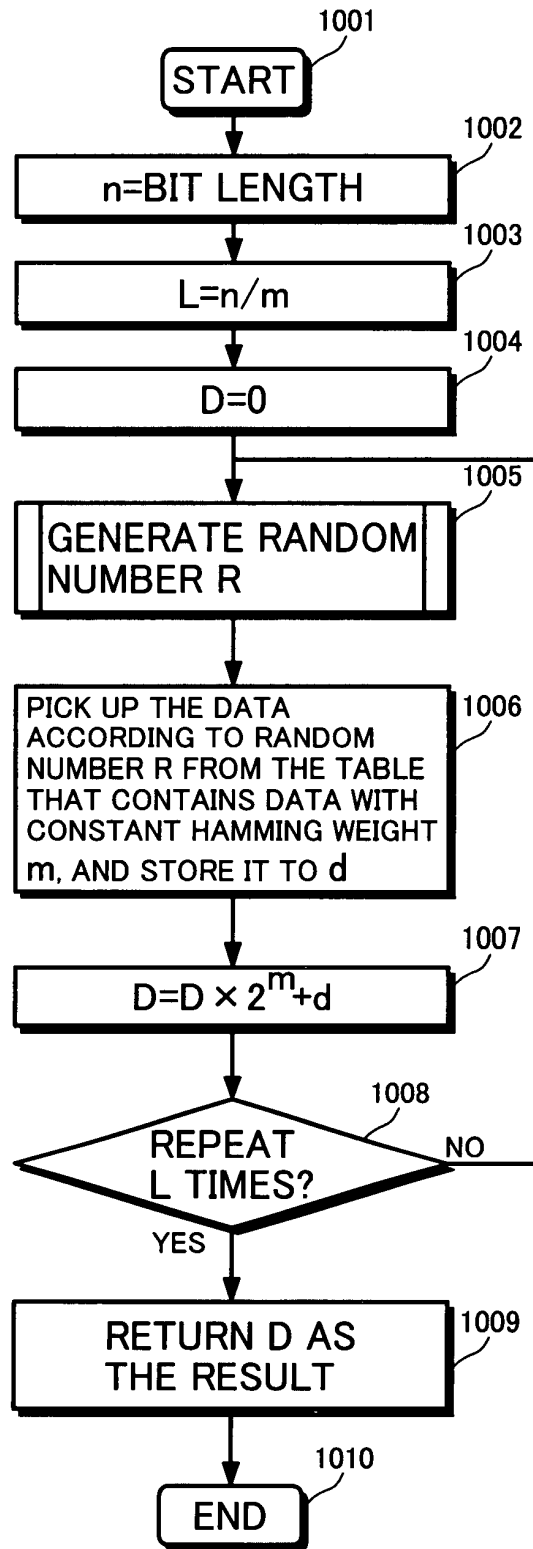 1001
START
1002
n=BIT LENGTH
1003
L=n/m
1004
D=0
1005
GENERATE RANDOM
NUMBER R
1006
PICK UP THE DATA
ACCORDING TO RANDOM
NUMBER R FROM THE TABLE
THAT CONTAINS DATA WITH
CONSTANT HAMMING WEIGHT
m, AND STORE IT TO d
1007
D=D×2^m+d
1008
REPEAT
L TIMES?
NO
YES
1009
RETURN D AS
THE RESULT
1010
END